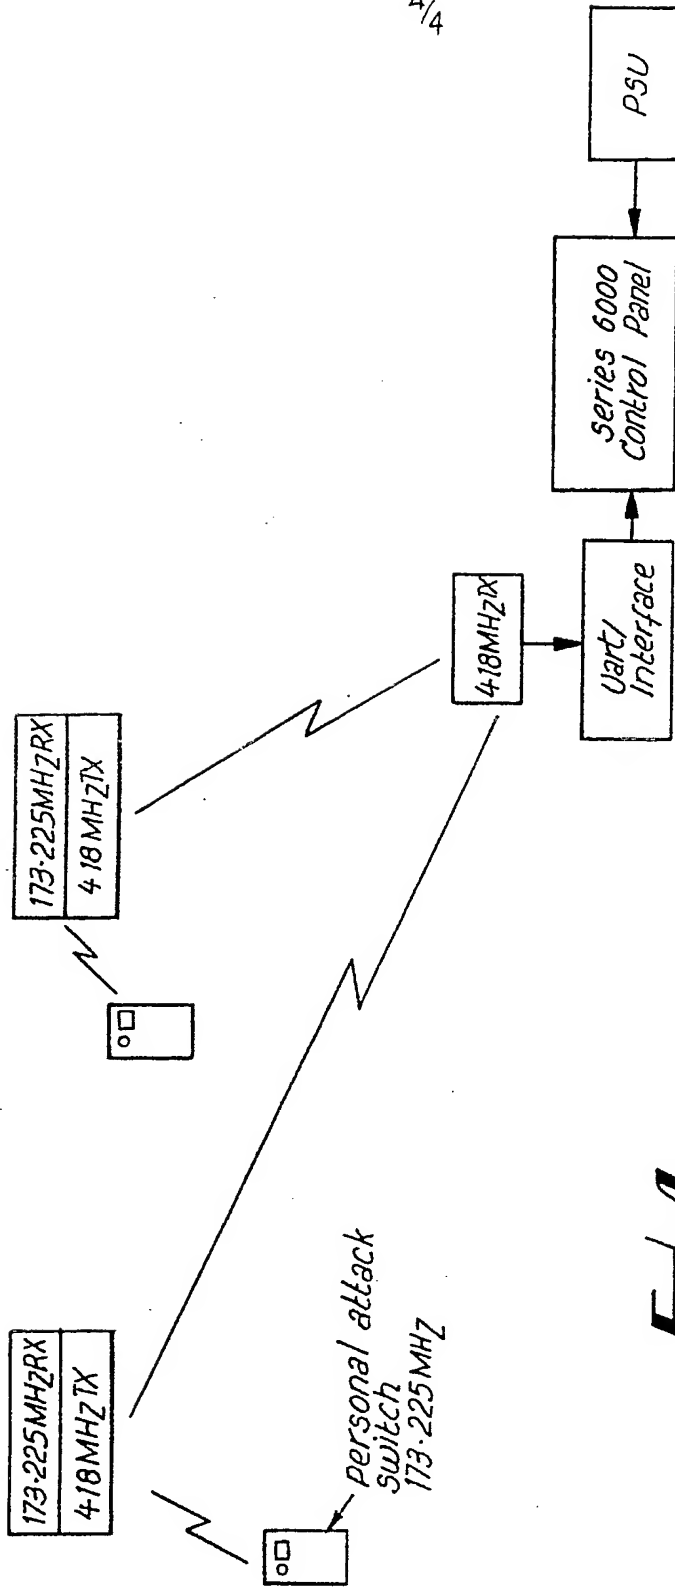 4/4
173·225MHZRX
418MHZTX
173·225MHZRX
418MHZTX
personal attack
switch
173·225MHZ
418MHZTX
Uart/
Interface
Series 6000
Control Panel
PSU